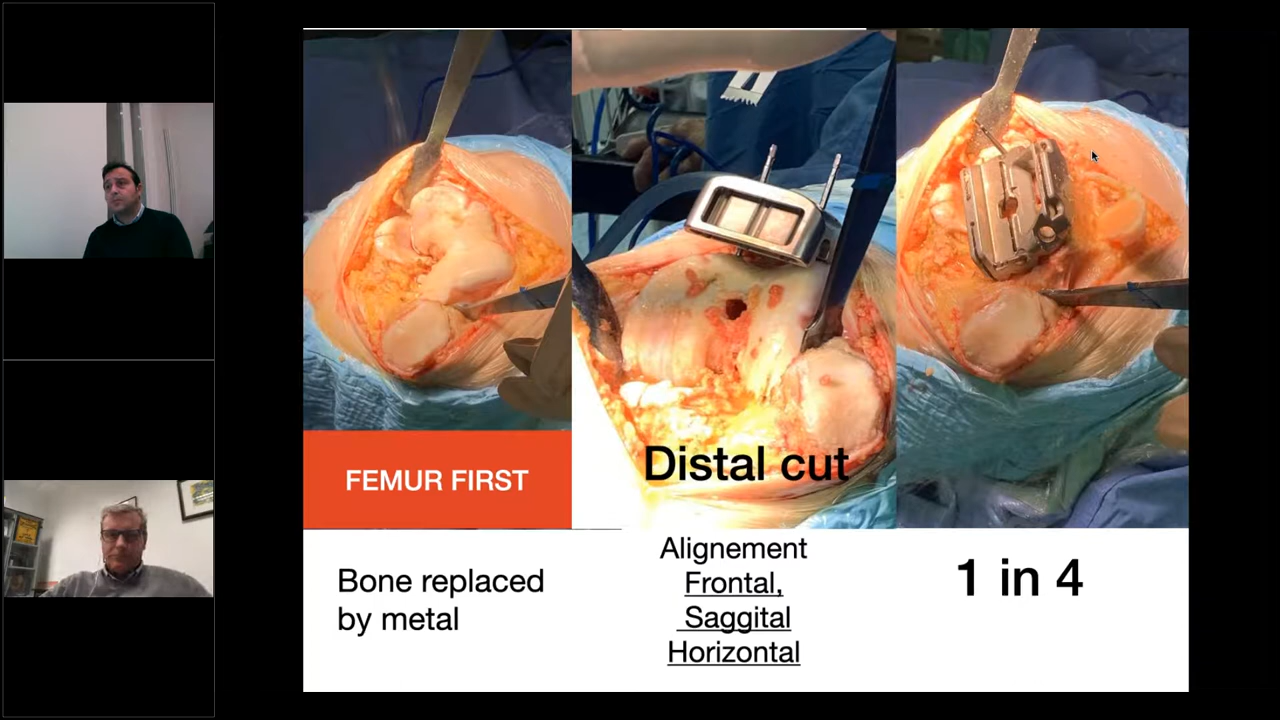 FEMUR FIRST
Bone replaced
by metal
Distal cut
Alignement
Frontal,
Saggital
Horizontal
1 in 4